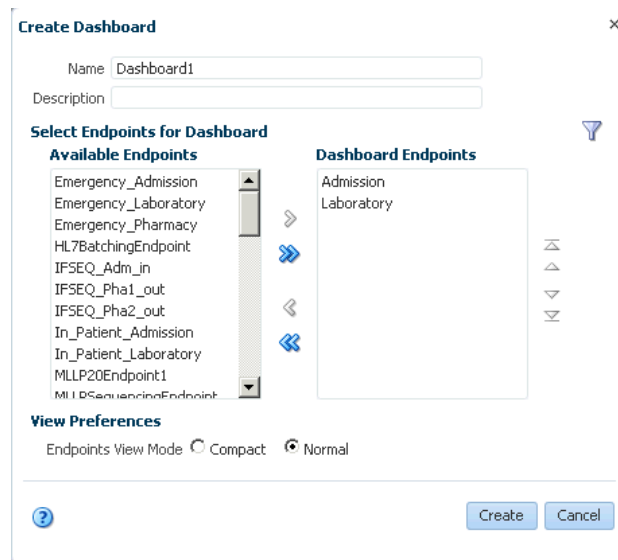 Create Dashboard
Name Dashboard1
Description
Select Endpoints for Dashboard
Available Endpoints
Emergency_Admission
Emergency_Laboratory
Emergency_Pharmacy
HL7BatchingEndpoint
IFSEQ_Adm_in
IFSEQ_Pha1_out
IFSEQ_Pha2_out
In_Patient_Admission
In_Patient_Laboratory
MLLP20Endpoint1
MLLPSequencingEndpoint
Dashboard Endpoints
Admission
Laboratory
View Preferences
Endpoints View Mode Compact Normal
Create Cancel